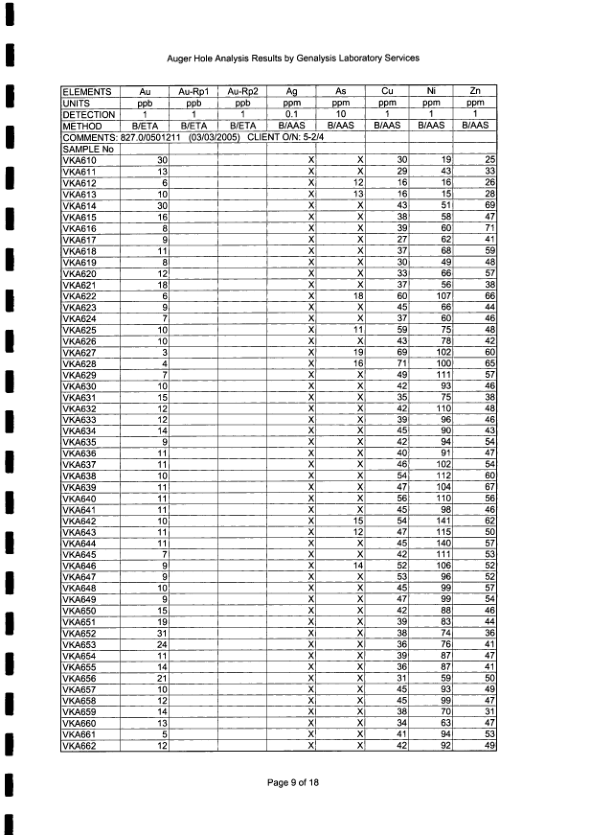 Auger Hole Analysis Results by Genalysis Laboratory Services
ELEMENTS Au Au-Rp1 Au-Rp2 Ag As Cu Ni Zn
UNITS ppb ppb ppb ppm ppm ppm ppm ppm
DETECTION 1 1 1 0.1 10 1 1 1
METHOD B/ETA B/ETA B/ETA B/AAS B/AAS B/AAS B/AAS B/AAS
COMMENTS: 827.0/0501211 (03/03/2005) CLIENT O/N: 5-2/4
SAMPLE No
VKA610 30 X X 30 19 25
VKA611 13 X X 29 43 33
VKA612 6 X 12 16 16 26
VKA613 10 X 13 16 15 28
VKA614 30 X X 43 51 69
VKA615 16 X X 38 58 47
VKA616 8 X X 39 60 71
VKA617 9 X X 27 62 41
VKA618 11 X X 37 68 59
VKA619 8 X X 30 49 48
VKA620 12 X X 33 66 57
VKA621 18 X X 37 56 38
VKA622 6 X 18 60 107 66
VKA623 9 X X 45 66 44
VKA624 7 X X 37 60 46
VKA625 10 X 11 59 75 48
VKA626 10 X X 43 78 42
VKA627 3 X 19 69 102 60
VKA628 4 X 16 71 100 65
VKA629 7 X X 49 111 57
VKA630 10 X X 42 93 46
VKA631 15 X X 35 75 38
VKA632 12 X X 42 110 48
VKA633 12 X X 39 96 46
VKA634 14 X X 45 90 43
VKA635 9 X X 42 94 54
VKA636 11 X X 40 91 47
VKA637 11 X X 46 102 54
VKA638 10 X X 54 112 60
VKA639 11 X X 47 104 67
VKA640 11 X X 56 110 56
VKA641 11 X X 45 98 46
VKA642 10 X 15 54 141 62
VKA643 11 X 12 47 115 50
VKA644 11 X X 45 140 57
VKA645 7 X X 42 111 53
VKA646 9 X 14 52 106 52
VKA647 9 X X 53 96 52
VKA648 10 X X 45 99 57
VKA649 9 X X 47 99 54
VKA650 15 X X 42 88 46
VKA651 19 X X 39 83 44
VKA652 31 X X 38 74 36
VKA653 24 X X 36 76 41
VKA654 11 X X 39 87 47
VKA655 14 X X 36 87 41
VKA656 21 X X 31 59 50
VKA657 10 X X 45 93 49
VKA658 12 X X 45 99 47
VKA659 14 X X 38 70 31
VKA660 13 X X 34 63 47
VKA661 5 X X 41 94 53
VKA662 12 X X 42 92 49
Page 9 of 18